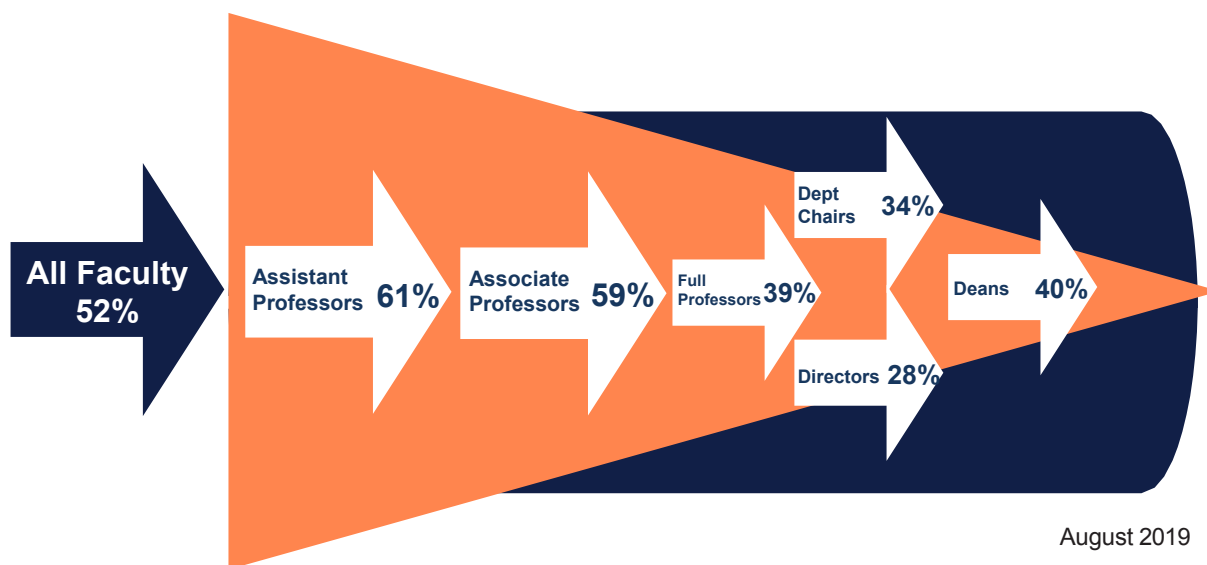 All Faculty
52%
Assistant
Professors 61%
Associate
Professors 59%
Full
Professors 39%
Dept
Chairs 34%
Directors 28%
Deans 40%
August 2019